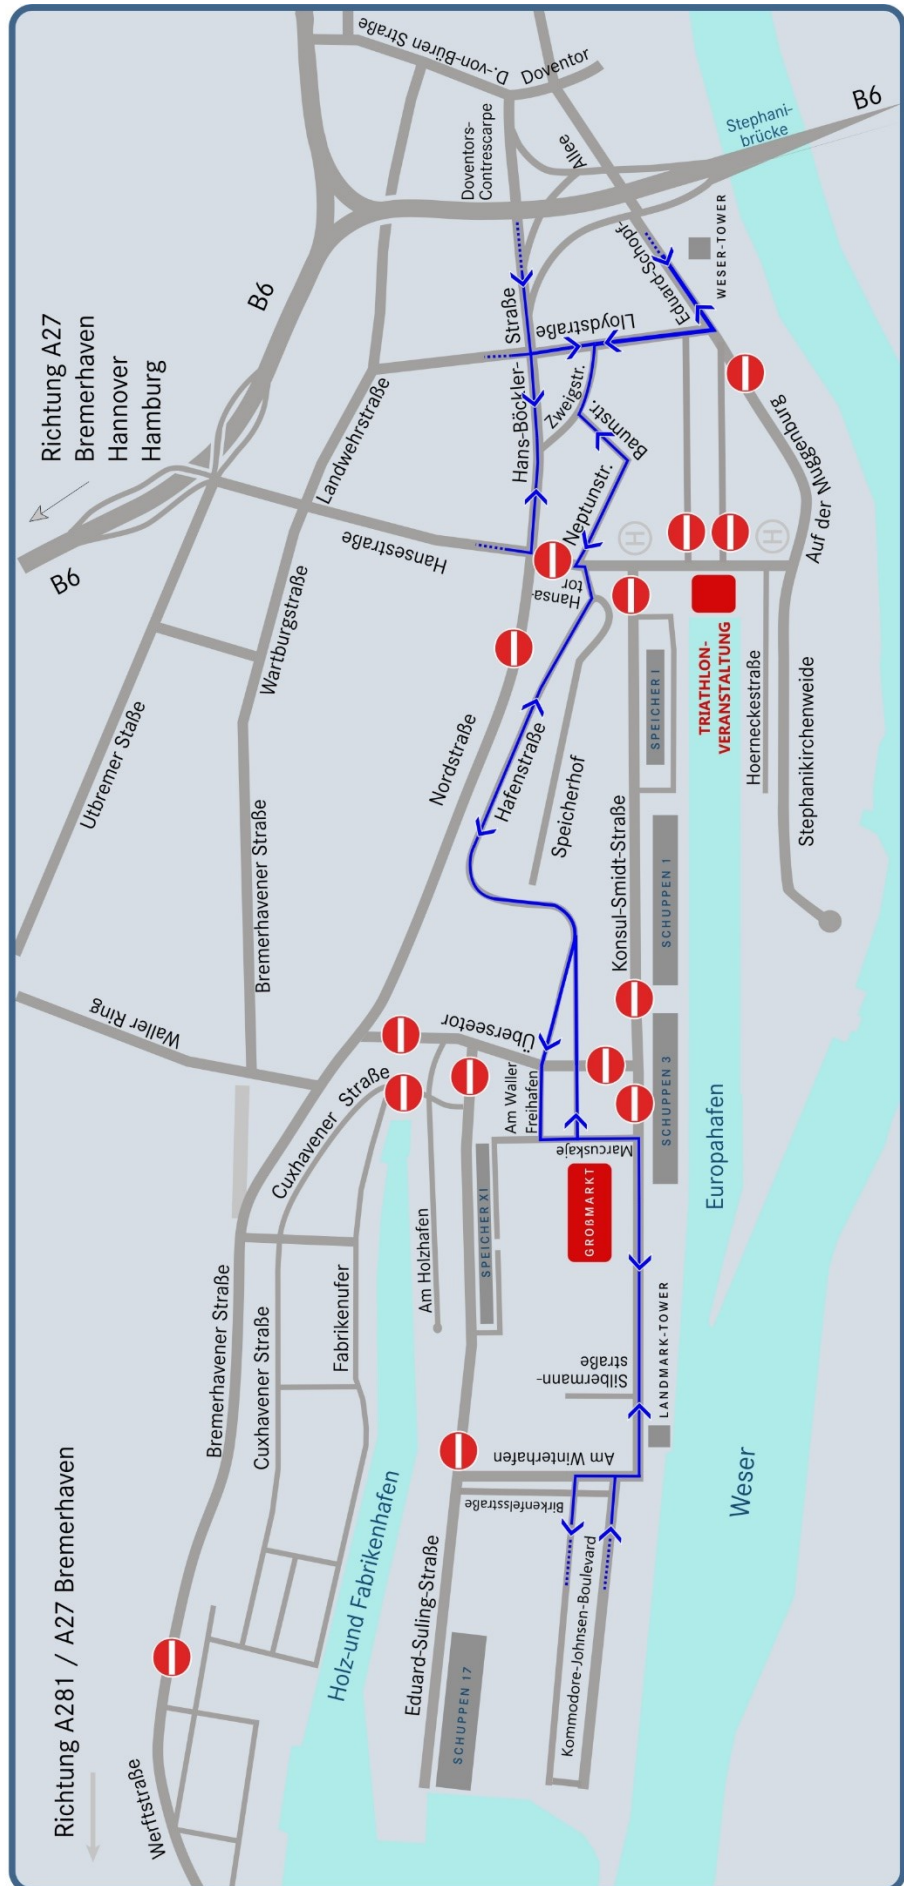 D.-von-Büren Straße
Doventor
B6
Stephani-
brücke
Doventors-
Contrescarpe
Allee
WESER-TOWER
Eduard-Schopf-
B6
Richtung A27
Bremerhaven
Hannover
Hamburg
B6
Straße
Lloydstraße
Hans-Böckler-
Zweigstr.
Baumstr.
Neptunstr.
Landwehrstraße
Hansestraße
Auf der Muggenburg
H
H
Hansa-
tor
Wartburgstraße
Utbremer Staße
Nordstraße
Hafenstraße
Speicherhof
SPEICHER I
TRIATHLON-
VERANSTALTUNG
Hoerneckestraße
Stephanikirchenweide
Bremerhavener Straße
Konsul-Smidt-Straße
SCHUPPEN 1
Waller Ring
Überseetor
Cuxhavener Straße
Am Waller
Freihafen
SCHUPPEN 3
Marcuskaje
GROßMARKT
Europahafen
SPEICHER XI
Am Holzhafen
Fabrikenufer
Bremerhavener Straße
Cuxhavener Straße
Silbermann-
straße
LANDMARK-TOWER
Am Winterhafen
Birkenfelsstraße
Weser
Holz-und Fabrikenhafen
Eduard-Suling-Straße
Kommodore-Johnsen-Boulevard
SCHUPPEN 17
Richtung A281 / A27 Bremerhaven
Werftstraße